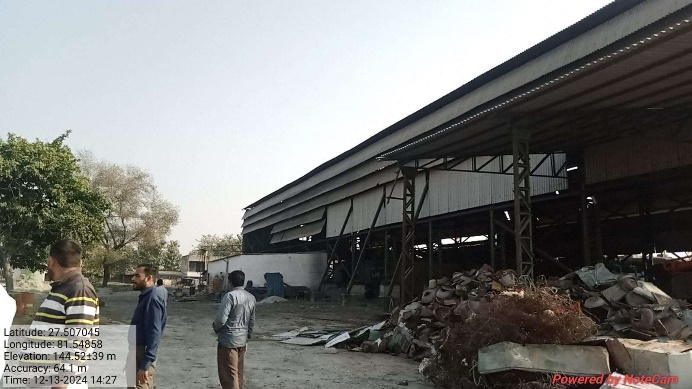 Latitude: 27.507045
Longitude: 81.54858
Elevation: 144.52±39 m
Accuracy: 64.1 m
Time: 12-13-2024 14:27
Powered by NoteCam